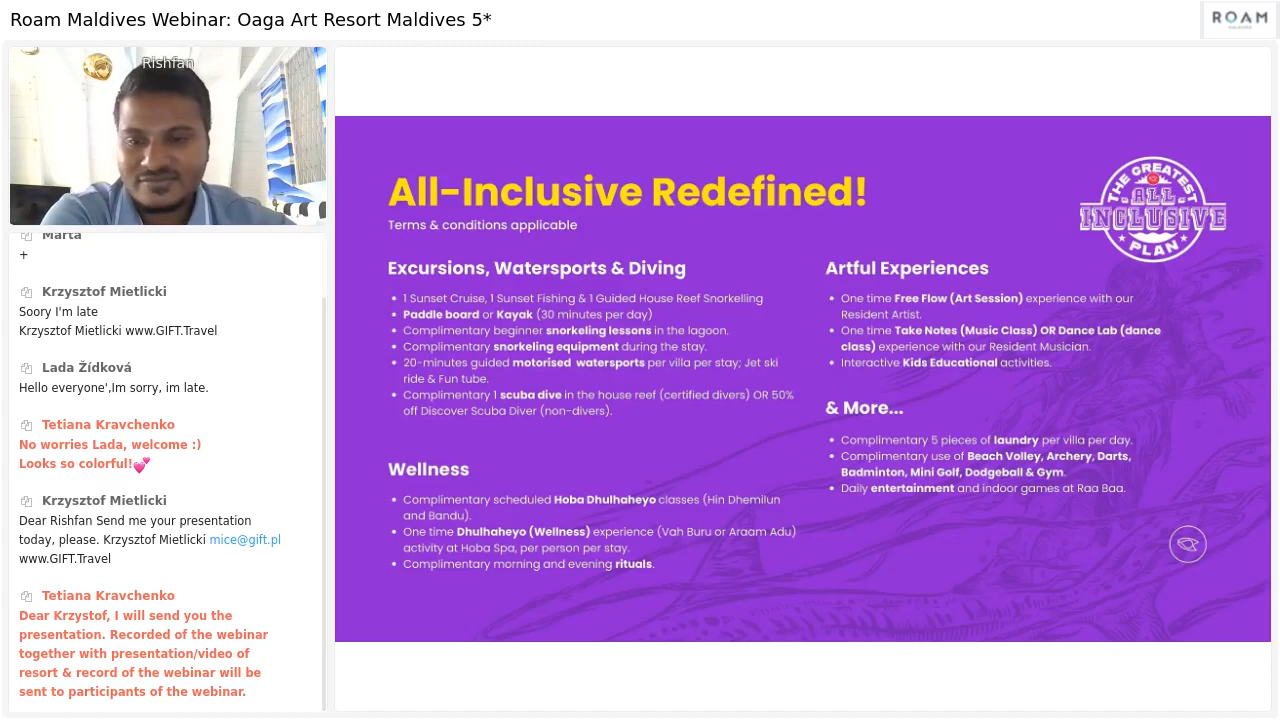 Roam Maldives Webinar: Oaga Art Resort Maldives 5*
ROAM
Rishfan
Marta
+
Krzysztof Mietlicki
Soory I'm late
Krzysztof Mietlicki www.GIFT.Travel
Lada Žídková
Hello everyone',Im sorry, im late.
Tetiana Kravchenko
No worries Lada, welcome :)
Looks so colorful!💕
Krzysztof Mietlicki
Dear Rishfan Send me your presentation
today, please. Krzysztof Mietlicki mice@gift.pl
www.GIFT.Travel
Tetiana Kravchenko
Dear Krzystof, I will send you the
presentation. Recorded of the webinar
together with presentation/video of
resort & record of the webinar will be
sent to participants of the webinar.
All-Inclusive Redefined!
Terms & conditions applicable
THE GREATEST
ALL
INCLUSIVE
PLAN
Excursions, Watersports & Diving
• 1 Sunset Cruise, 1 Sunset Fishing & 1 Guided House Reef Snorkelling
• Paddle board or Kayak (30 minutes per day)
• Complimentary beginner snorkeling lessons in the lagoon.
• Complimentary snorkeling equipment during the stay.
• 20-minutes guided motorised watersports per villa per stay; Jet ski
ride & Fun tube.
• Complimentary 1 scuba dive in the house reef (certified divers) OR 50%
off Discover Scuba Diver (non-divers).
Wellness
• Complimentary scheduled Hoba Dhulhaheyo classes (Hin Dhemilun
and Bandu).
• One time Dhulhaheyo (Wellness) experience (Vah Buru or Araam Adu)
activity at Hoba Spa, per person per stay.
• Complimentary morning and evening rituals.
Artful Experiences
• One time Free Flow (Art Session) experience with our
Resident Artist.
• One time Take Notes (Music Class) OR Dance Lab (dance
class) experience with our Resident Musician.
• Interactive Kids Educational activities.
& More...
• Complimentary 5 pieces of laundry per villa per day.
• Complimentary use of Beach Volley, Archery, Darts,
Badminton, Mini Golf, Dodgeball & Gym.
• Daily entertainment and indoor games at Raa Baa.